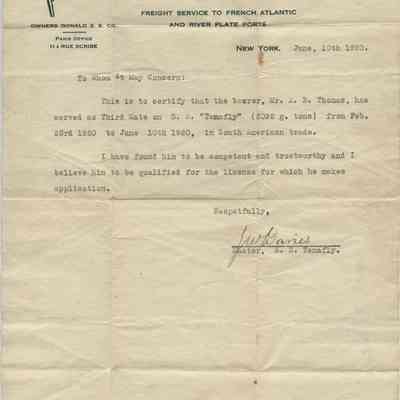 FREIGHT SERVICE TO FRENCH ATLANTIC
AND RIVER PLATE PORTS
OWNERS DONALD S. S. CO.
PARIS OFFICE
11 RUE SCRIBE
NEW YORK. June, 10th 1920.
To Whom it May Concern:
This is to certify that the bearer, Mr. Thomas, has
served as Third Mate on S. S. "Tenafly" g. tons) from Feb.
23rd 1920 to June 10th 1920, in South American trade.
I have found him to be competent and trustworthy and I
believe him to be qualified for the license for which he makes
application.
Respectfully,
Master, S. S. Tenafly.